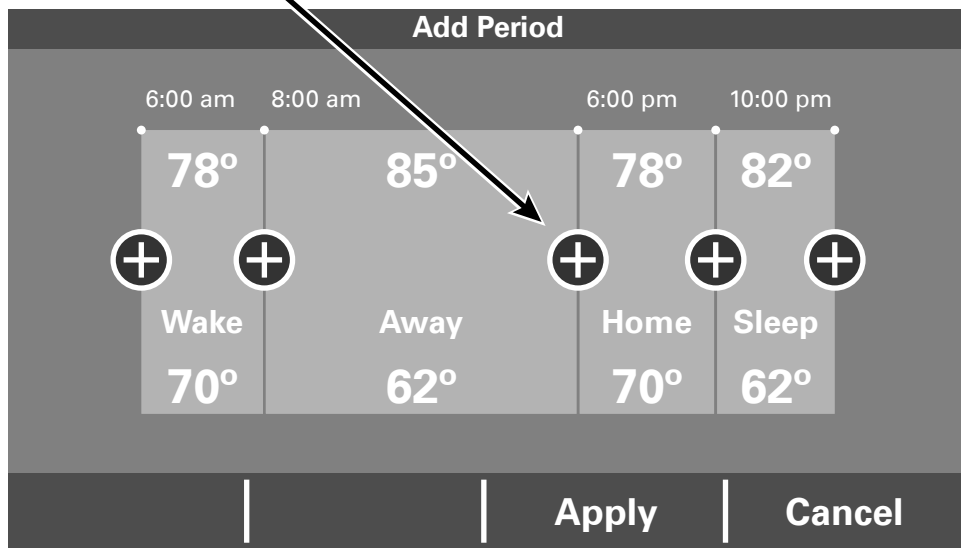 Add Period
6:00 am 8:00 am 6:00 pm 10:00 pm
78º 85º 78º 82º
Wake Away Home Sleep
70º 62º 70º 62º
Apply Cancel